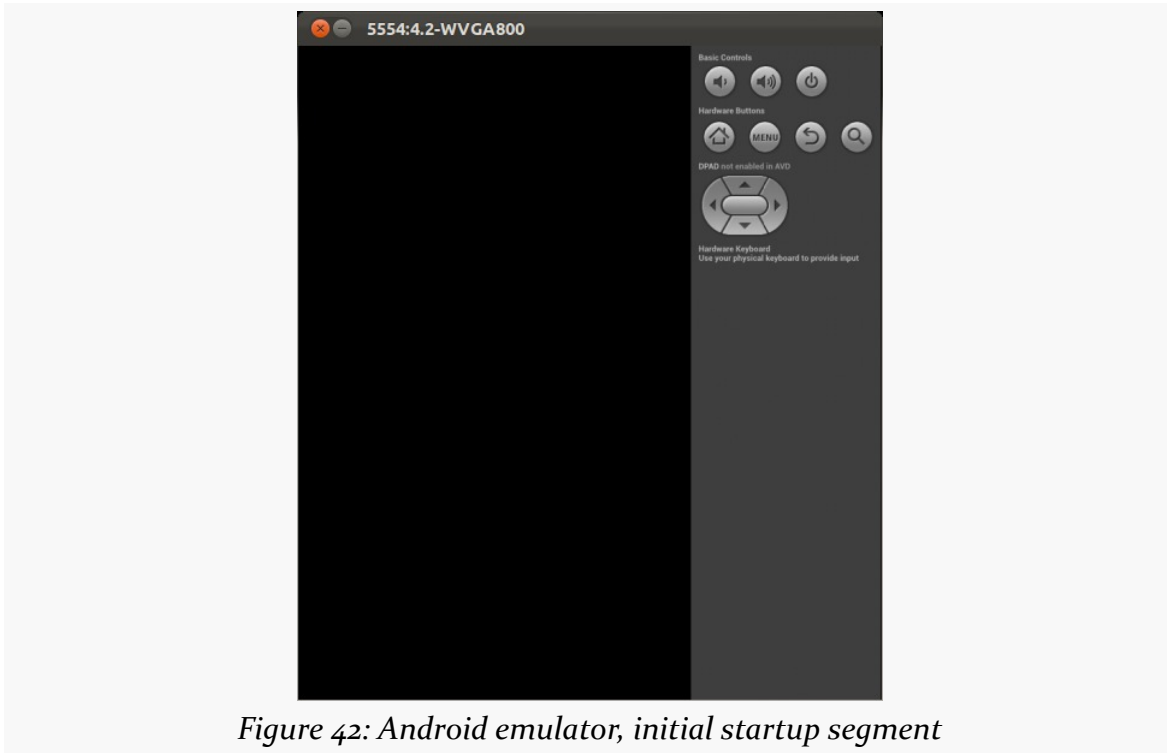 5554:4.2-WVGA800
Basic Controls
Hardware Buttons
MENU
DPAD not enabled in AVD
Hardware Keyboard
Use your physical keyboard to provide input
Figure 42: Android emulator, initial startup segment